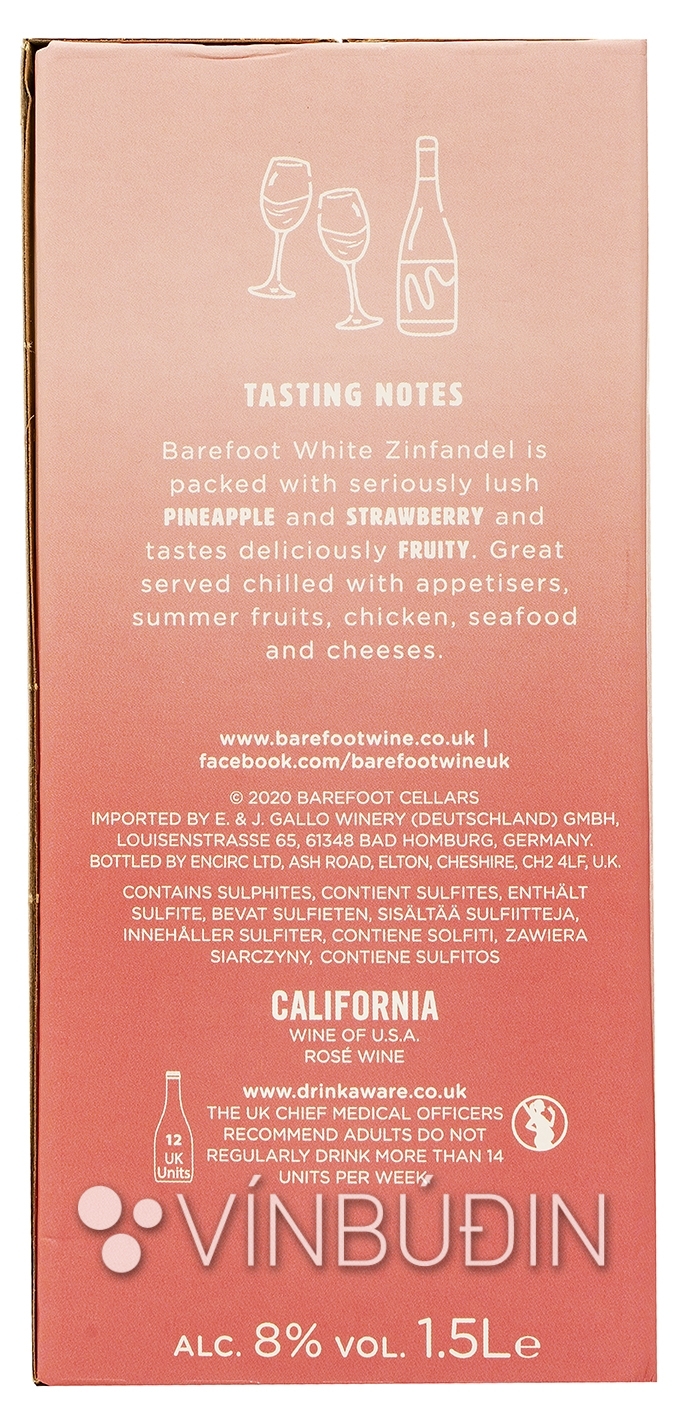 TASTING NOTES
Barefoot White Zinfandel is
packed with seriously lush
PINEAPPLE and STRAWBERRY and
tastes deliciously FRUITY. Great
served chilled with appetisers,
summer fruits, chicken, seafood
and cheeses.
www.barefootwine.co.uk |
facebook.com/barefootwineuk
© 2020 BAREFOOT CELLARS
IMPORTED BY E. & J. GALLO WINERY (DEUTSCHLAND) GMBH,
LOUISENSTRASSE 65, 61348 BAD HOMBURG, GERMANY.
BOTTLED BY ENCIRC LTD, ASH ROAD, ELTON, CHESHIRE, CH2 4LF, U.K.
CONTAINS SULPHITES, CONTIENT SULFITES, ENTHÄLT
SULFITE, BEVAT SULFIETEN, SISÄLTÄÄ SULFIITTEJA,
INNEHÅLLER SULFITER, CONTIENE SOLFITI, ZAWIERA
SIARCZYNY, CONTIENE SULFITOS
CALIFORNIA
WINE OF U.S.A.
ROSÉ WINE
12
UK
Units
www.drinkaware.co.uk
THE UK CHIEF MEDICAL OFFICERS
RECOMMEND ADULTS DO NOT
REGULARLY DRINK MORE THAN 14
UNITS PER WEEK.
VÍNBÚÐIN
ALC. 8% VOL. 1.5L℮